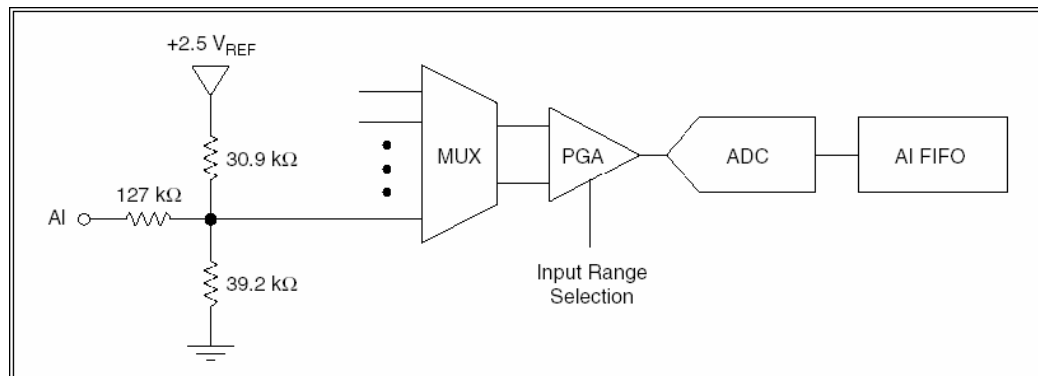 +2.5 VREF
30.9 kΩ
127 kΩ
AI
39.2 kΩ
MUX
PGA
ADC
AI FIFO
Input Range
Selection